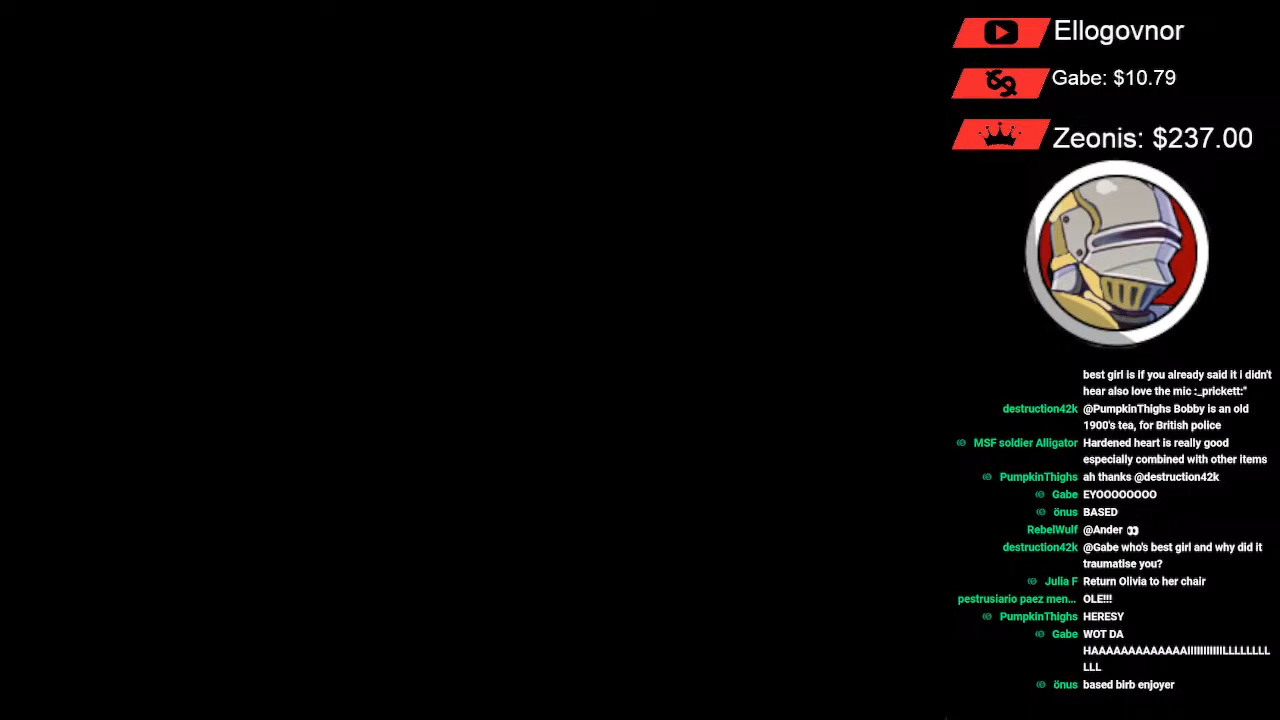 Ellogovnor
Gabe: $10.79
Zeonis: $237.00
best girl is if you already said it i didn't
hear also love the mic :_prickett:"
destruction42k @PumpkinThighs Bobby is an old
1900's tea, for British police
MSF soldier Alligator Hardened heart is really good
especially combined with other items
PumpkinThighs ah thanks @destruction42k
Gabe EYOOOOOOOO
önus BASED
RebelWulf @Ander 👀
destruction42k @Gabe who's best girl and why did it
traumatise you?
Julia F Return Olivia to her chair
pestrusiario paez men... OLE!!!
PumpkinThighs HERESY
Gabe WOT DA
HAAAAAAAAAAAAAIIIIIIIIIIILLLLLLLL
LLL
önus based birb enjoyer